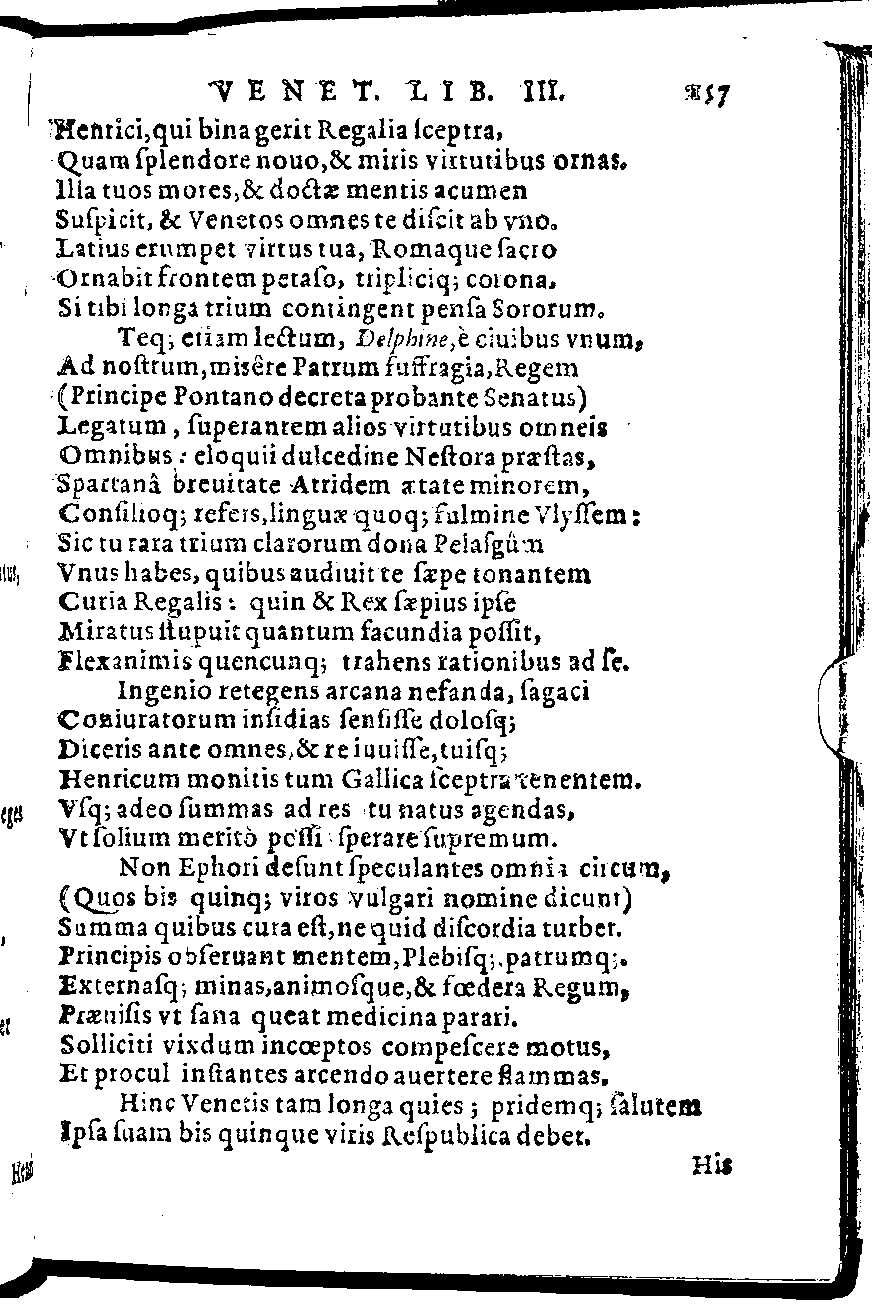 VENET. LIB. III. 157
Henrici, qui bina gerit Regalia ſceptra,
Quam ſplendore nouo, & miris virtutibus ornas.
Illa tuos mores, & doctæ mentis acumen
Suſpicit, & Venetos omnes te diſcit ab vno.
Latius erumpet virtus tua, Romaque ſacro
Ornabit frontem petaſo, tripliciq; corona,
Si tibi longa trium contingent penſa Sororum.
Teq; etiam lectum, Delphine, è ciuibus vnum,
Ad noſtrum, misêre Patrum ſuffragia, Regem
(Principe Pontano decreta probante Senatus)
Legatum, ſuperantem alios virtutibus omneis
Omnibus: eloquii dulcedine Neſtora præſtas,
Spartanâ breuitate Atridem ætate minorem,
Conſilioq; refers, linguæ quoq; fulmine Vlyſſem:
Sic tu rara trium clarorum dona Pelaſgûm
Vnus habes, quibus audiuit te ſæpe tonantem
Curia Regalis: quin & Rex ſæpius ipſe
Miratus ſtupuit quantum facundia poſſit,
Flexanimis quencunq; trahens rationibus ad ſe.
Ingenio retegens arcana nefanda, ſagaci
Coniuratorum inſidias ſenſiſſe doloſq;
Diceris ante omnes, & re iuuiſſe, tuiſq;
Henricum monitis tum Gallica ſceptra tenentem.
Vſq; adeo ſummas ad res tu natus agendas,
Vt ſolium meritò poſſi ſperare ſupremum.
Non Ephori deſunt ſpeculantes omnia circum,
(Quos bis quinq; viros vulgari nomine dicunt)
Summa quibus cura eſt, ne quid diſcordia turbet.
Principis obſeruant mentem, Plebiſq; patrumq;.
Externaſq; minas, animoſque, & fœdera Regum,
Præuiſis vt ſana queat medicina parari.
Solliciti vixdum incœptos compeſcere motus,
Et procul inſtantes arcendo auertere flammas.
Hinc Venetis tam longa quies; pridemq; ſalutem
Ipſa ſuam bis quinque viris Reſpublica debet.
His